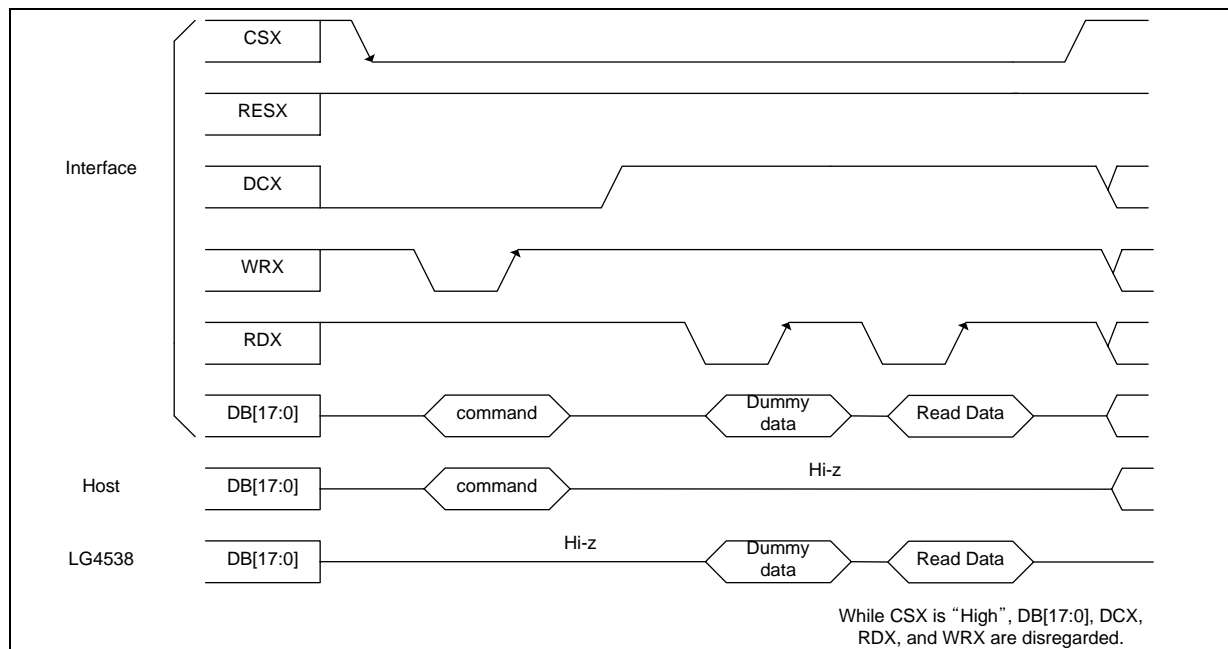 CSX
RESX
Interface
DCX
WRX
RDX
DB[17:0]
command
Dummy
data
Read Data
Hi-z
Host
DB[17:0]
command
Hi-z
LG4538
DB[17:0]
Dummy
data
Read Data
While CSX is “High”, DB[17:0], DCX,
RDX, and WRX are disregarded.